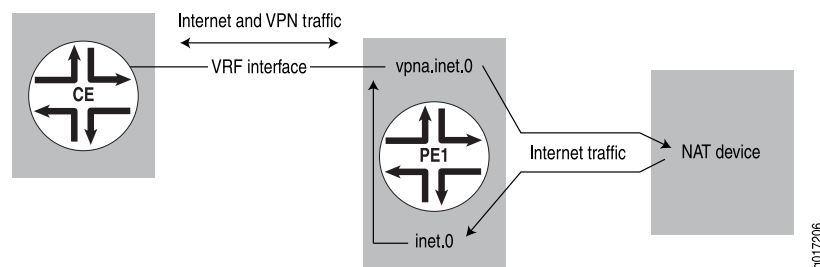 Internet and VPN traffic
VRF interface
vpna.inet.0
CE
PE1
Internet traffic
NAT device
inet.0
g017206